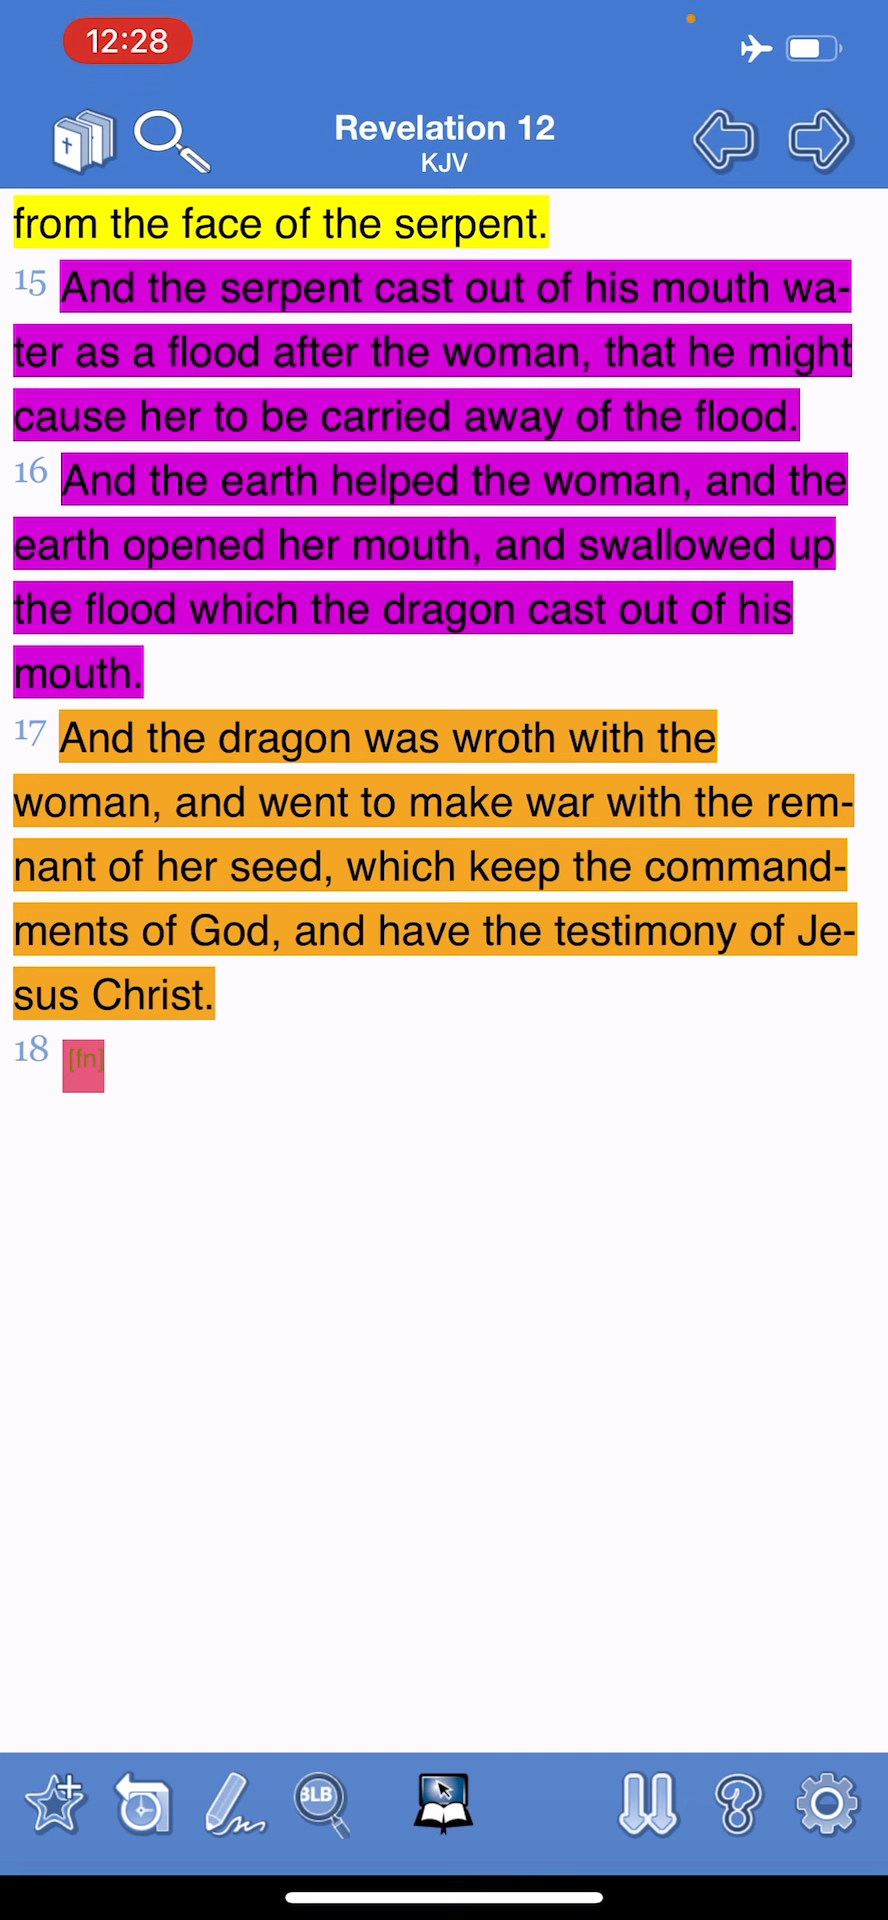 12:28
Revelation 12
KJV
from the face of the serpent.
15 And the serpent cast out of his mouth wa-
ter as a flood after the woman, that he might
cause her to be carried away of the flood.
16 And the earth helped the woman, and the
earth opened her mouth, and swallowed up
the flood which the dragon cast out of his
mouth.
17 And the dragon was wroth with the
woman, and went to make war with the rem-
nant of her seed, which keep the command-
ments of God, and have the testimony of Je-
sus Christ.
18 [fn]
BLB